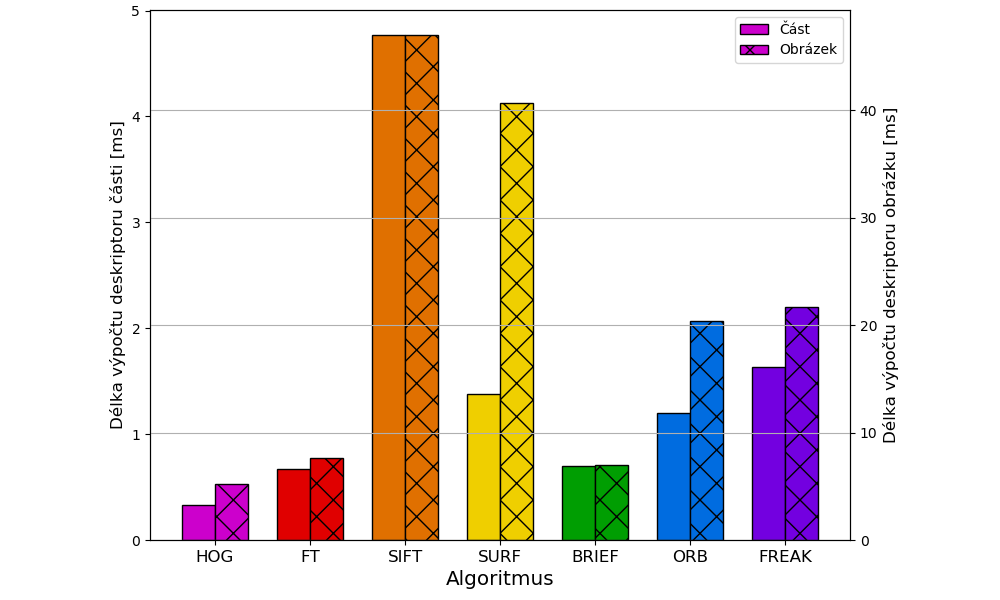 Část
Obrázek
Délka výpočtu deskriptoru části [ms]
5
4
3
2
1
0
40
30
20
10
0
Délka výpočtu deskriptoru obrázku [ms]
HOG FT SIFT SURF BRIEF ORB FREAK
Algoritmus